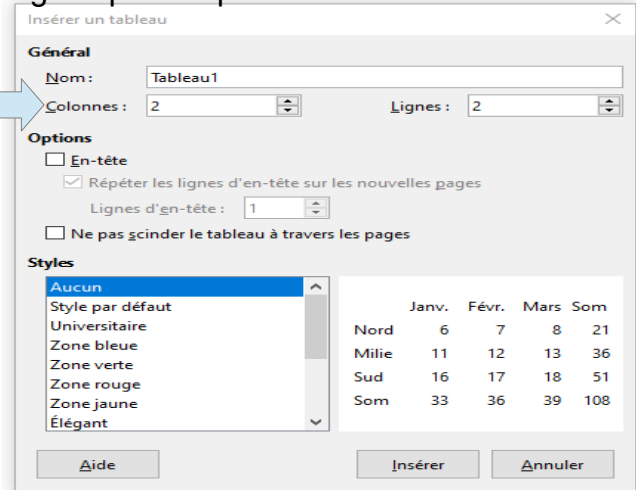 Insérer un tableau
Général
Nom : Tableau1
Colonnes : 2 Lignes : 2
Options
En-tête
Répéter les lignes d'en-tête sur les nouvelles pages
Lignes d'en-tête : 1
Ne pas scinder le tableau à travers les pages
Styles
Aucun
Style par défaut
Universitaire
Zone bleue
Zone verte
Zone rouge
Zone jaune
Élégant
Janv. Févr. Mars Som
Nord 6 7 8 21
Milie 11 12 13 36
Sud 16 17 18 51
Som 33 36 39 108
Aide Insérer Annuler